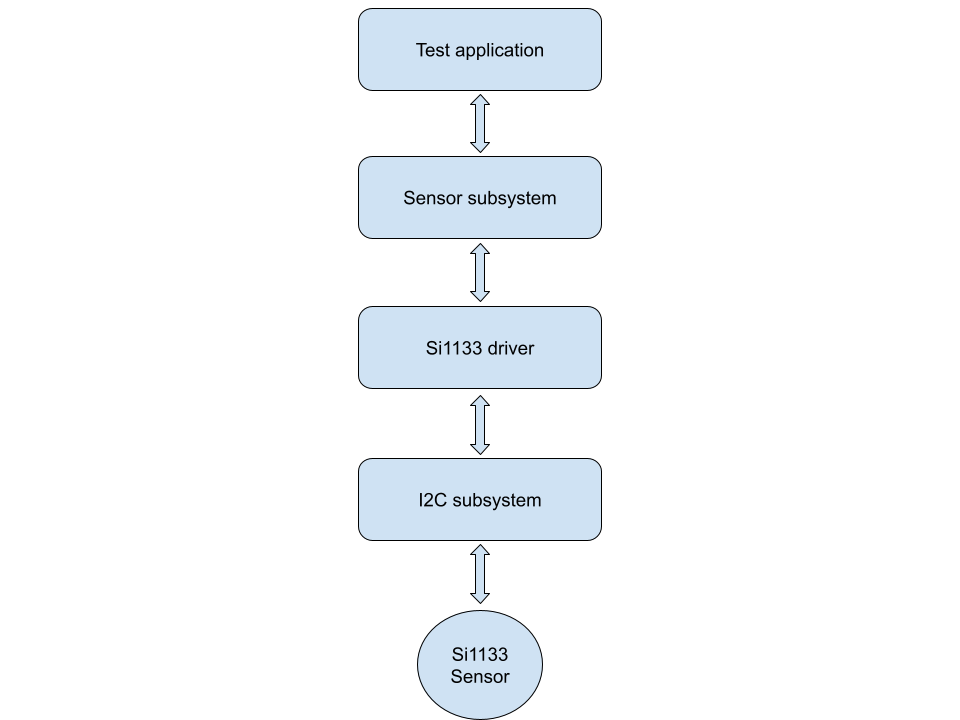 Test application
Sensor subsystem
Si1133 driver
I2C subsystem
Si1133
Sensor